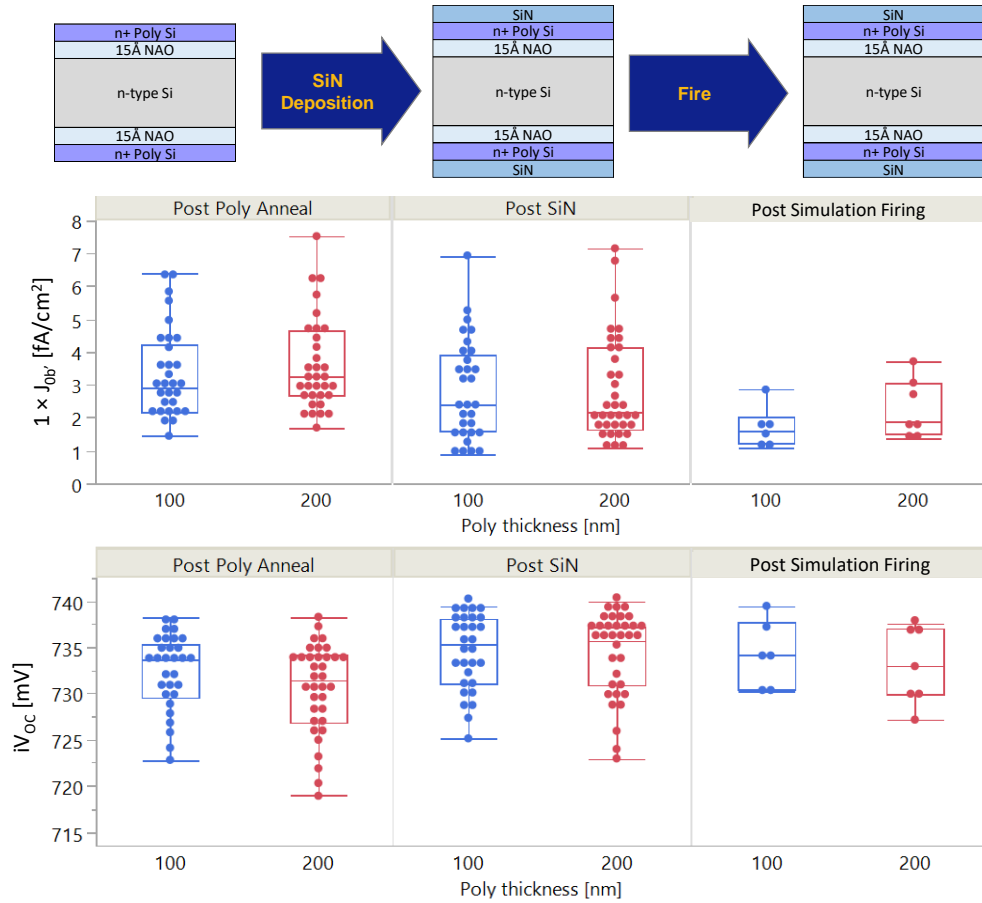 SiN
SiN
n+ Poly Si
n+ Poly Si
n+ Poly Si
15Å NAO
15Å NAO
15Å NAO
SiN
Deposition
Fire
n-type Si
n-type Si
n-type Si
15Å NAO
15Å NAO
15Å NAO
n+ Poly Si
n+ Poly Si
n+ Poly Si
SiN
SiN
Post Poly Anneal
Post SiN
Post Simulation Firing
1 × J0b, [fA/cm²]
8
7
6
5
4
3
2
1
0
100
200
100
200
100
200
Poly thickness [nm]
Post Poly Anneal
Post SiN
Post Simulation Firing
iVOC [mV]
740
735
730
725
720
715
100
200
100
200
100
200
Poly thickness [nm]